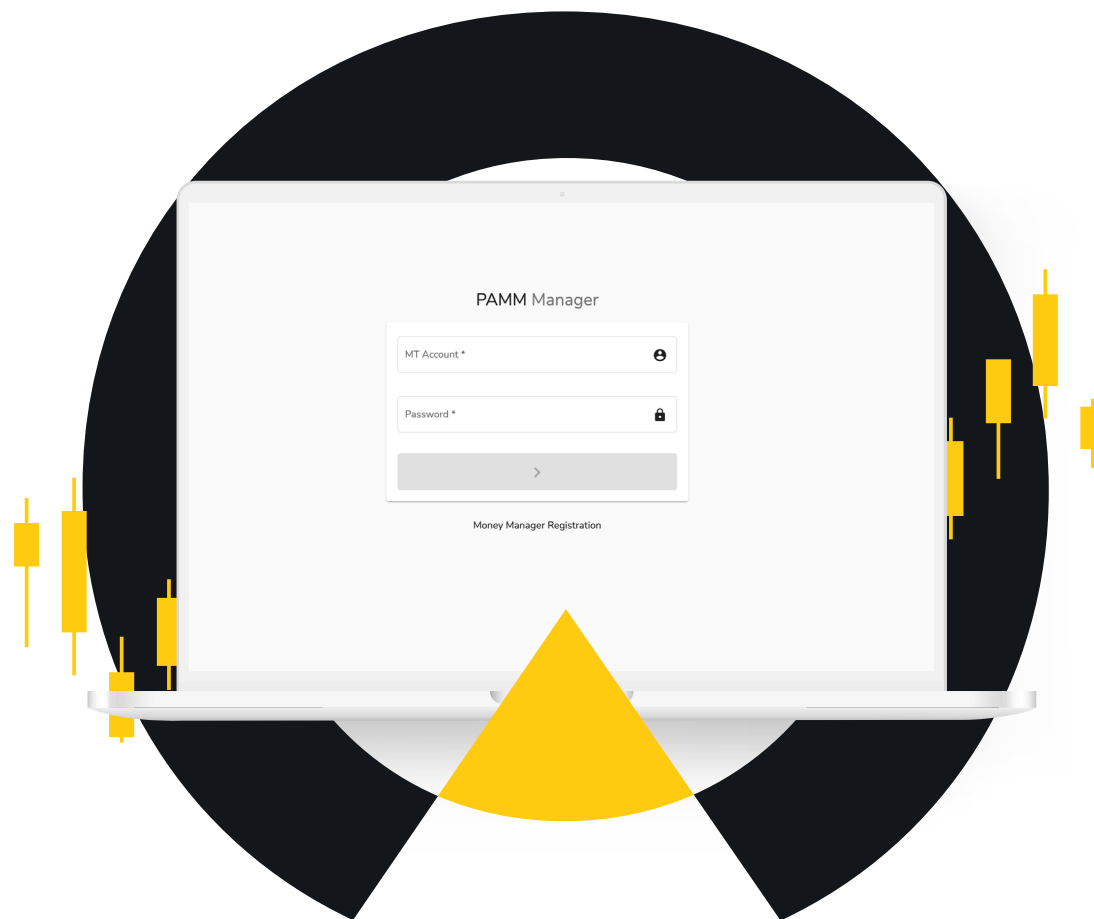 PAMM Manager
MT Account *
Password *
Money Manager Registration